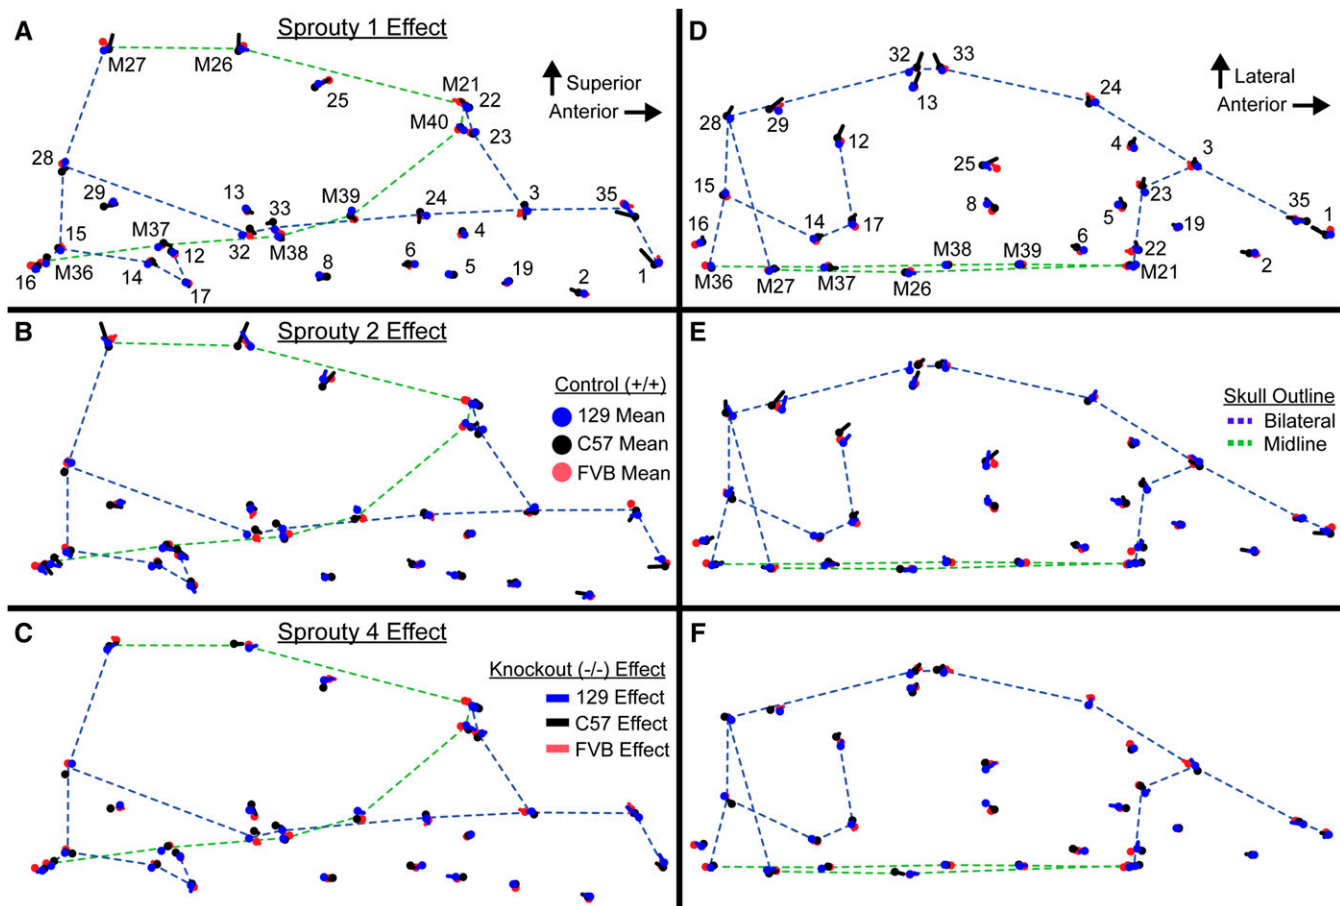 A
Sprouty 1 Effect
M27
M26
25
M21
22
M40
23
Superior
Anterior
28
29
13
33
M39
24
3
35
15
M37
12
32
M38
4
16
M36
14
17
8
6
5
19
2
1
D
32
33
13
24
Lateral
Anterior
28
29
12
4
3
25
15
23
35
16
14
17
8
5
19
1
M38
M39
6
22
2
M36
M27
M37
M26
M21
B
Sprouty 2 Effect
Control (+/+)
129 Mean
C57 Mean
FVB Mean
E
Skull Outline
Bilateral
Midline
C
Sprouty 4 Effect
Knockout (-/-) Effect
129 Effect
C57 Effect
FVB Effect
F